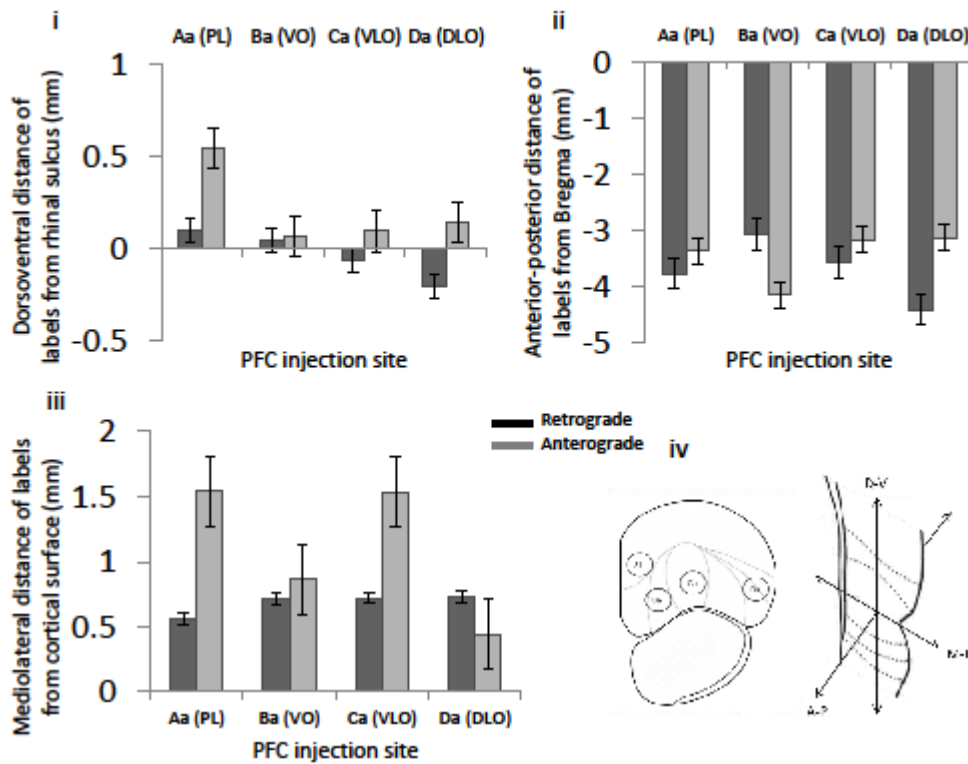 i
Aa (PL) Ba (VO) Ca (VLO) Da (DLO)
Dorsoventral distance of
labels from rhinal sulcus (mm)
1
0.5
0
-0.5
PFC injection site
ii
Aa (PL) Ba (VO) Ca (VLO) Da (DLO)
Anterior-posterior distance of
labels from Bregma (mm)
0
-1
-2
-3
-4
-5
PFC injection site
iii
Mediolateral distance of labels
from cortical surface (mm)
2
1.5
1
0.5
0
Aa (PL) Ba (VO) Ca (VLO) Da (DLO)
PFC injection site
Retrograde
Anterograde
iv
D-V
A-P